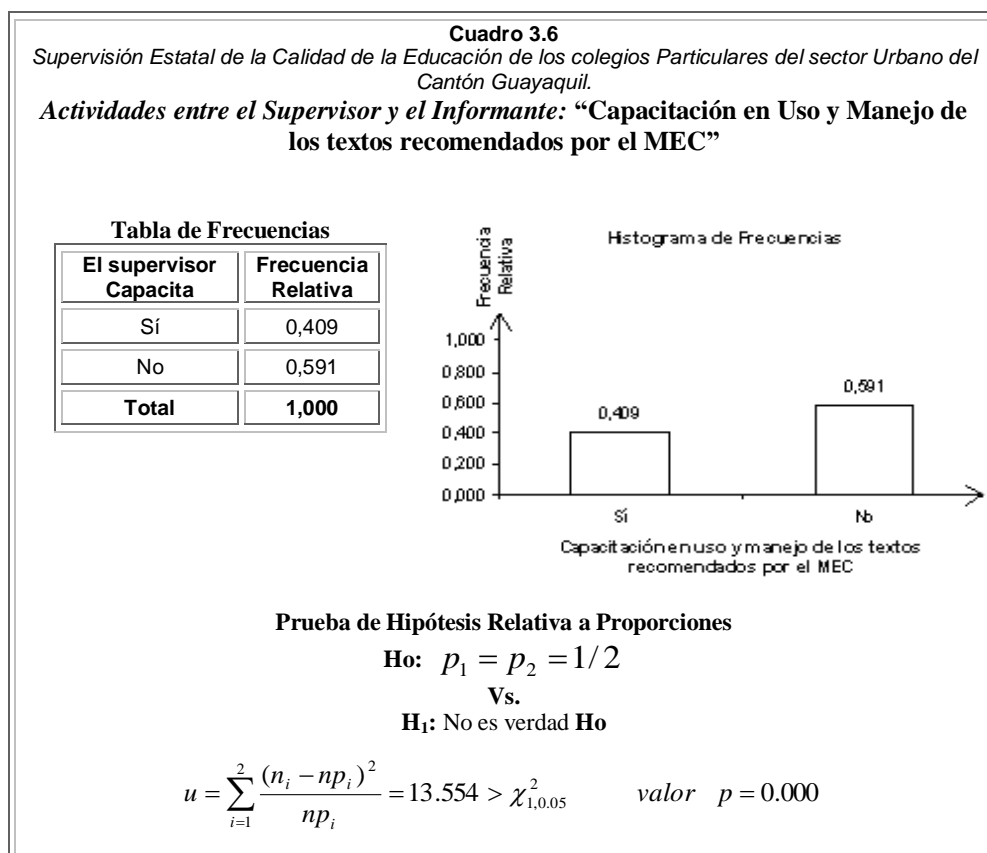 Cuadro 3.6
Supervisión Estatal de la Calidad de la Educación de los colegios Particulares del sector Urbano del
Cantón Guayaquil.
Actividades entre el Supervisor y el Informante: “Capacitación en Uso y Manejo de
los textos recomendados por el MEC”
Tabla de Frecuencias
El supervisor Capacita | Frecuencia Relativa
Sí | 0,409
No | 0,591
Total | 1,000
Histograma de Frecuencias
Frecuencia
Relativa
1,000
0,800
0,600
0,400
0,200
0,000
0,409
0,591
Sí
No
Capacitación en uso y manejo de los textos
recomendados por el MEC
Prueba de Hipótesis Relativa a Proporciones
Ho: p₁ = p₂ = 1/2
Vs.
H₁: No es verdad Ho
u = ∑_{i=1}^{2} (n_i − np_i)² / np_i = 13.554 > χ²_{1,0.05} valor p = 0.000